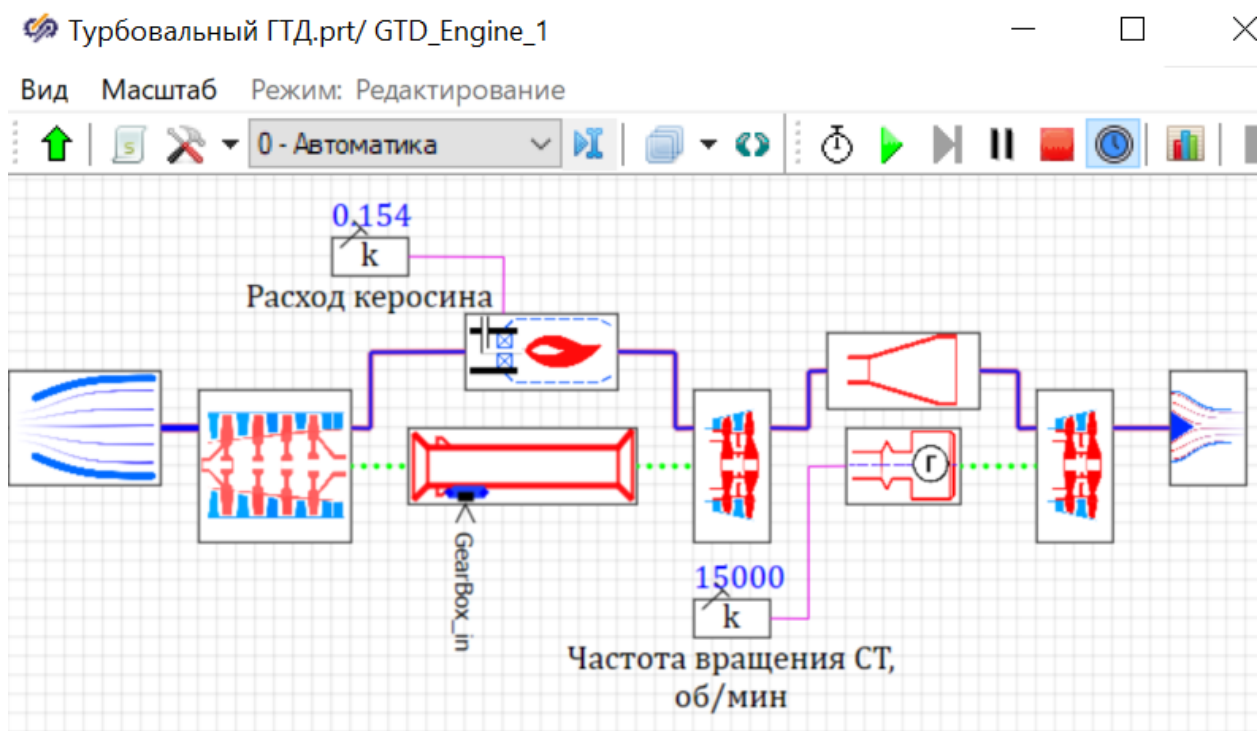 Турбовальный ГТД.prt/ GTD_Engine_1
Вид Масштаб Режим: Редактирование
0 - Автоматика
0.154
k
Расход керосина
Г
GearBox_in
15000
k
Частота вращения СТ,
об/мин